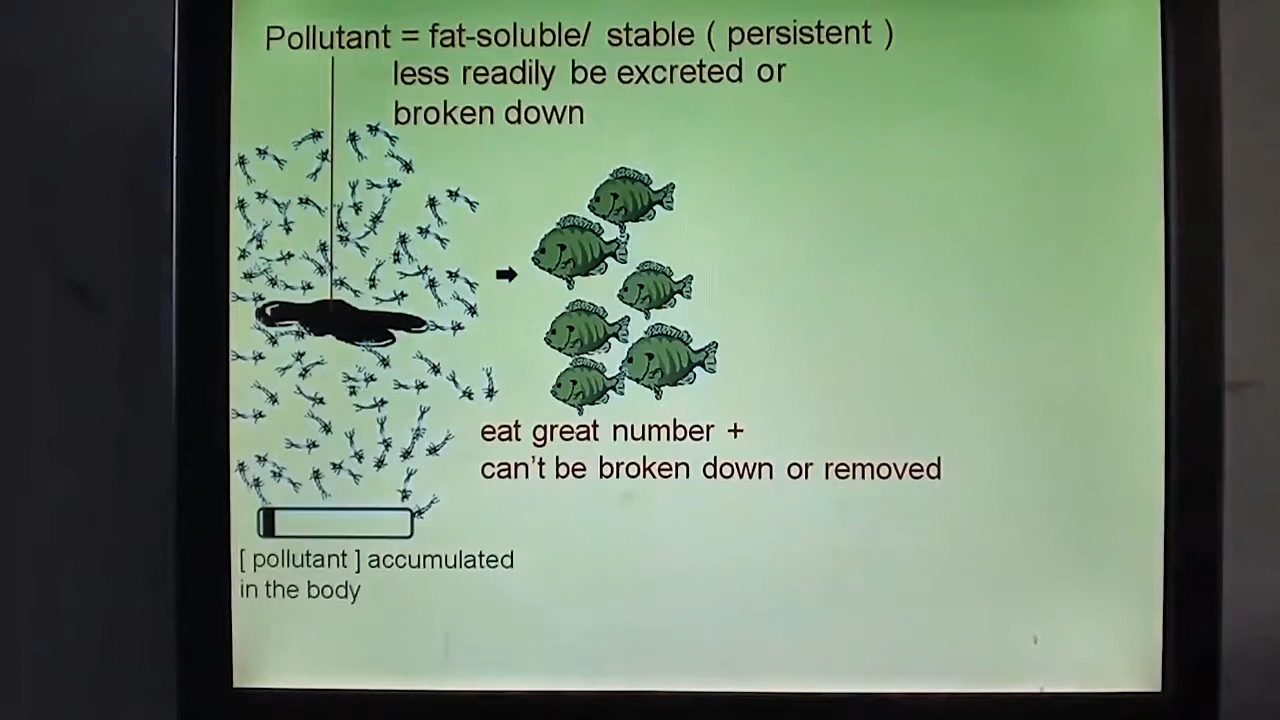 Pollutant = fat-soluble/ stable ( persistent )
less readily be excreted or
broken down
eat great number +
can't be broken down or removed
[ pollutant ] accumulated
in the body